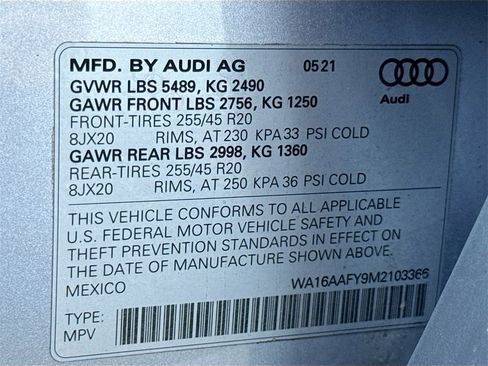 MFD. BY AUDI AG 05 21
GVWR LBS 5489, KG 2490
GAWR FRONT LBS 2756, KG 1250
FRONT-TIRES 255/45 R20
8JX20 RIMS, AT 230 KPA 33 PSI COLD
GAWR REAR LBS 2998, KG 1360
REAR-TIRES 255/45 R20
8JX20 RIMS, AT 250 KPA 36 PSI COLD
Audi
THIS VEHICLE CONFORMS TO ALL APPLICABLE
U.S. FEDERAL MOTOR VEHICLE SAFETY AND
THEFT PREVENTION STANDARDS IN EFFECT ON
THE DATE OF MANUFACTURE SHOWN ABOVE.
MEXICO WA16AAFY9M2103366
TYPE:
MPV